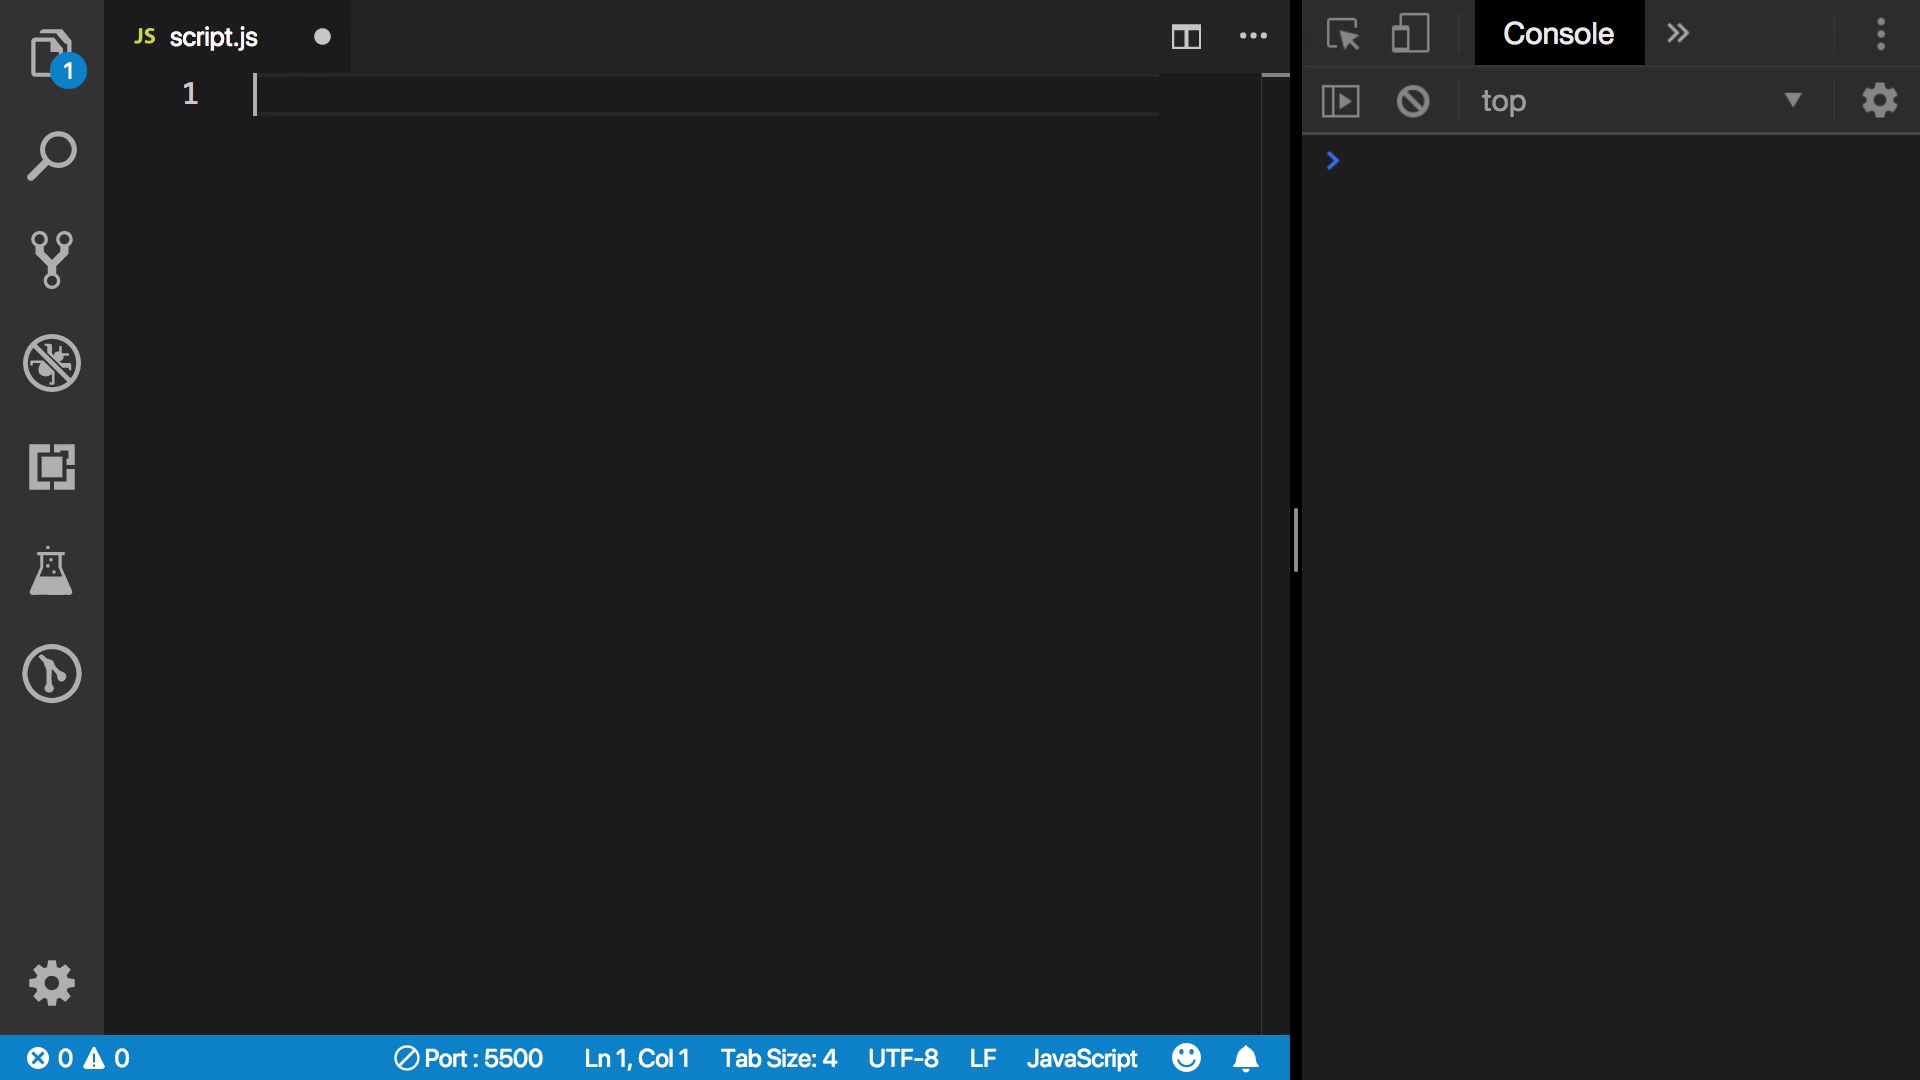 1
JS script.js
1
Console
top
0 0
Port : 5500
Ln 1, Col 1
Tab Size: 4
UTF-8
LF
JavaScript